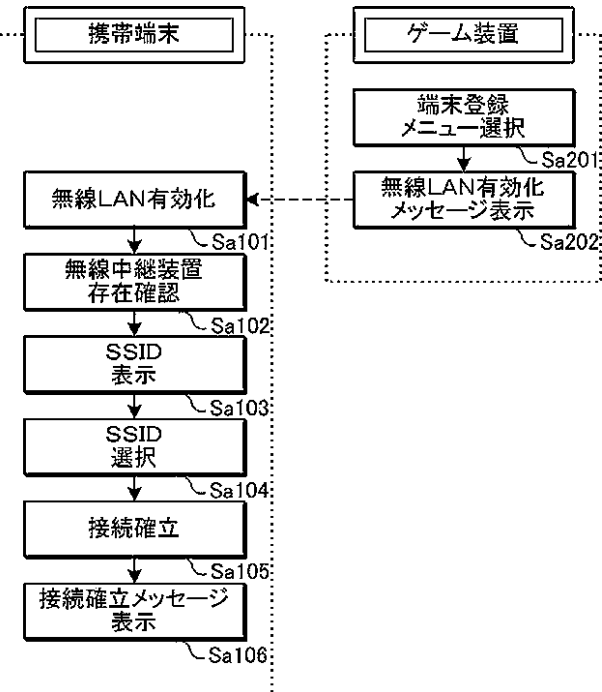 携帯端末
ゲーム装置
端末登録
メニュー選択
Sa201
無線LAN有効化
Sa101
無線LAN有効化
メッセージ表示
Sa202
無線中継装置
存在確認
Sa102
SSID
表示
Sa103
SSID
選択
Sa104
接続確立
Sa105
接続確立メッセージ
表示
Sa106